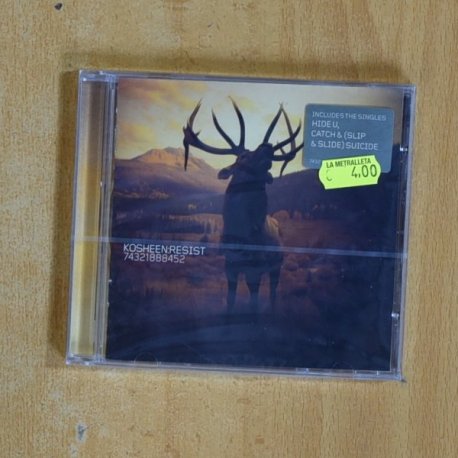 INCLUDES THE SINGLES
HIDE U,
CATCH & (SLIP
& SLIDE) SUICIDE
LA METRALLETA
€ 4,00
KOSHEEN:RESIST
74321888452